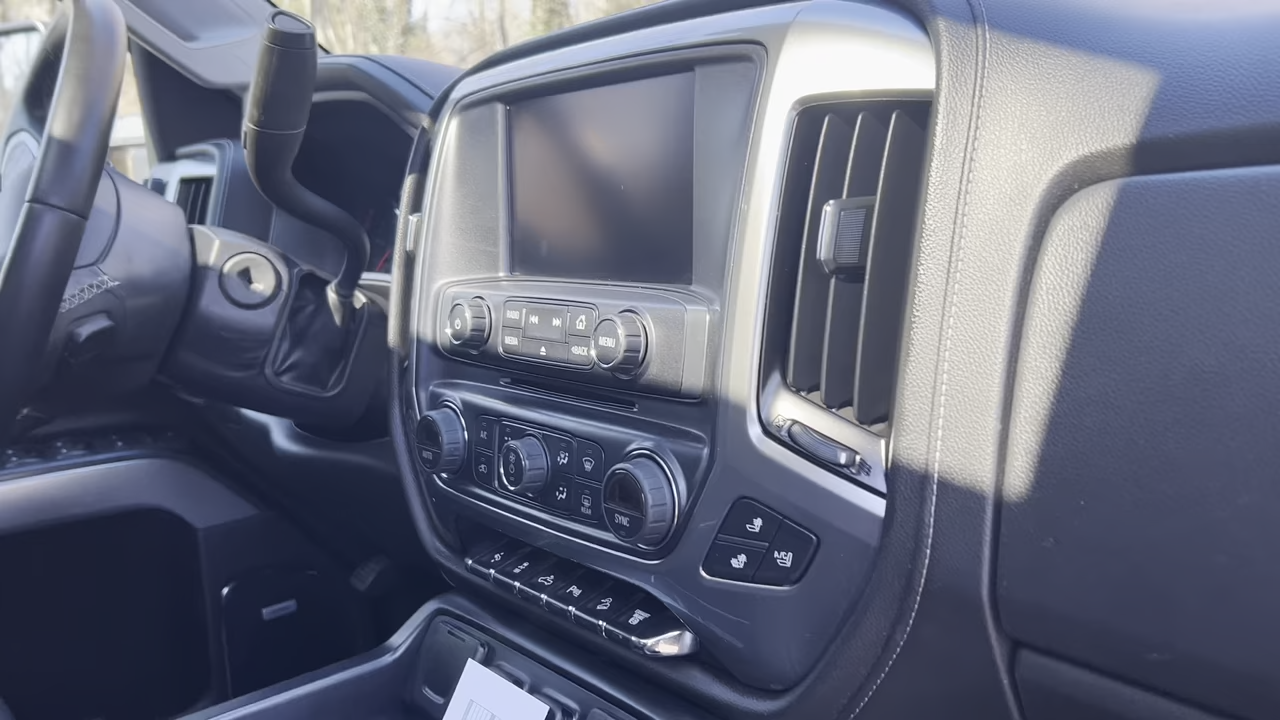 RADIO
MEDIA
<BACK
MENU
AUTO
A/C
REAR
SYNC
A/C